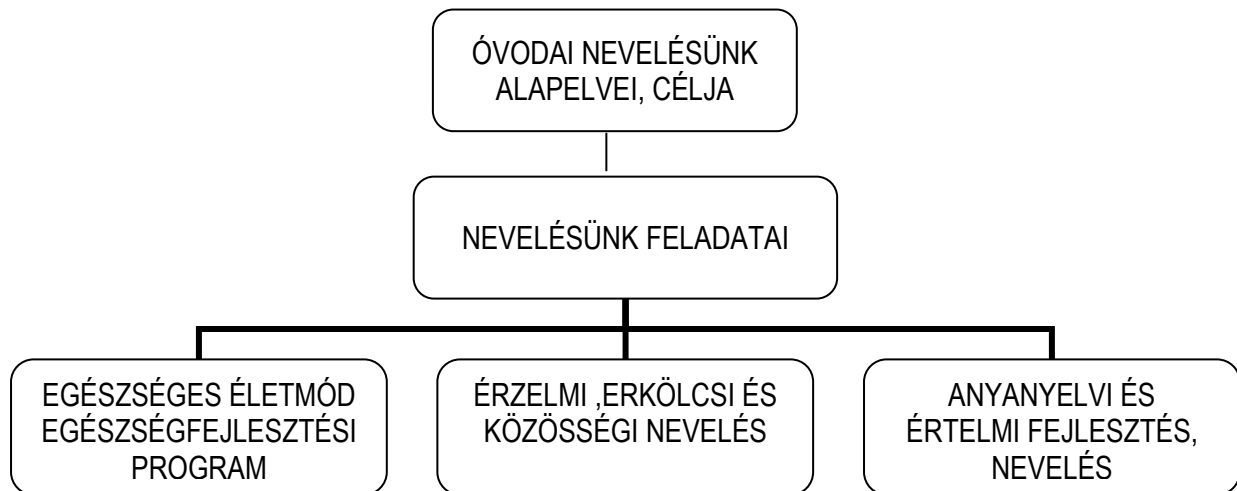 ÓVODAI NEVELÉSÜNK
ALAPELVEI, CÉLJA
NEVELÉSÜNK FELADATAI
EGÉSZSÉGES ÉLETMÓD
EGÉSZSÉGFEJLESZTÉSI
PROGRAM
ÉRZELMI ,ERKÖLCSI ÉS
KÖZÖSSÉGI NEVELÉS
ANYANYELVI ÉS
ÉRTELMI FEJLESZTÉS,
NEVELÉS